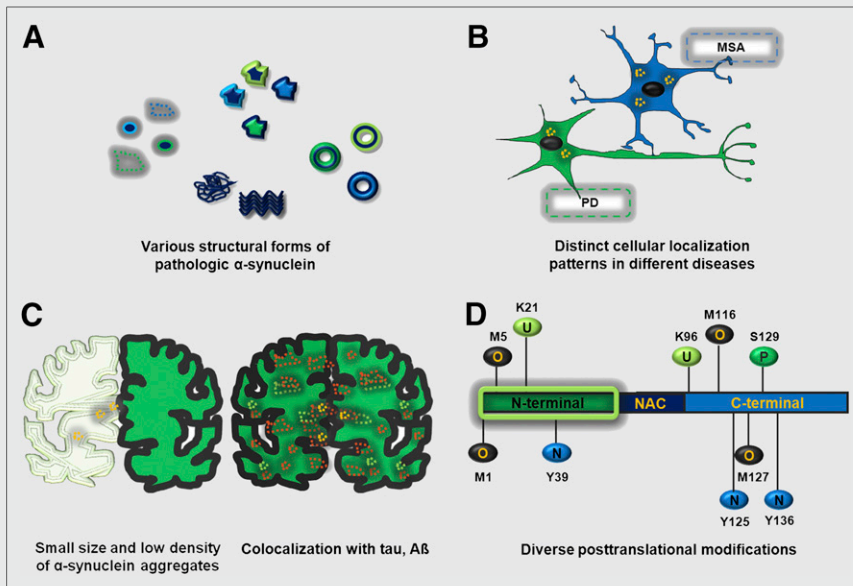 A
Various structural forms of
pathologic α-synuclein
B
MSA
PD
Distinct cellular localization
patterns in different diseases
C
Small size and low density
of α-synuclein aggregates
Colocalization with tau, Aß
D
K21
M5
U
O
M116
K96
O
S129
U
P
N-terminal
NAC
C-terminal
O
N
O
M1
Y39
M127
N
N
Y125
Y136
Diverse posttranslational modifications